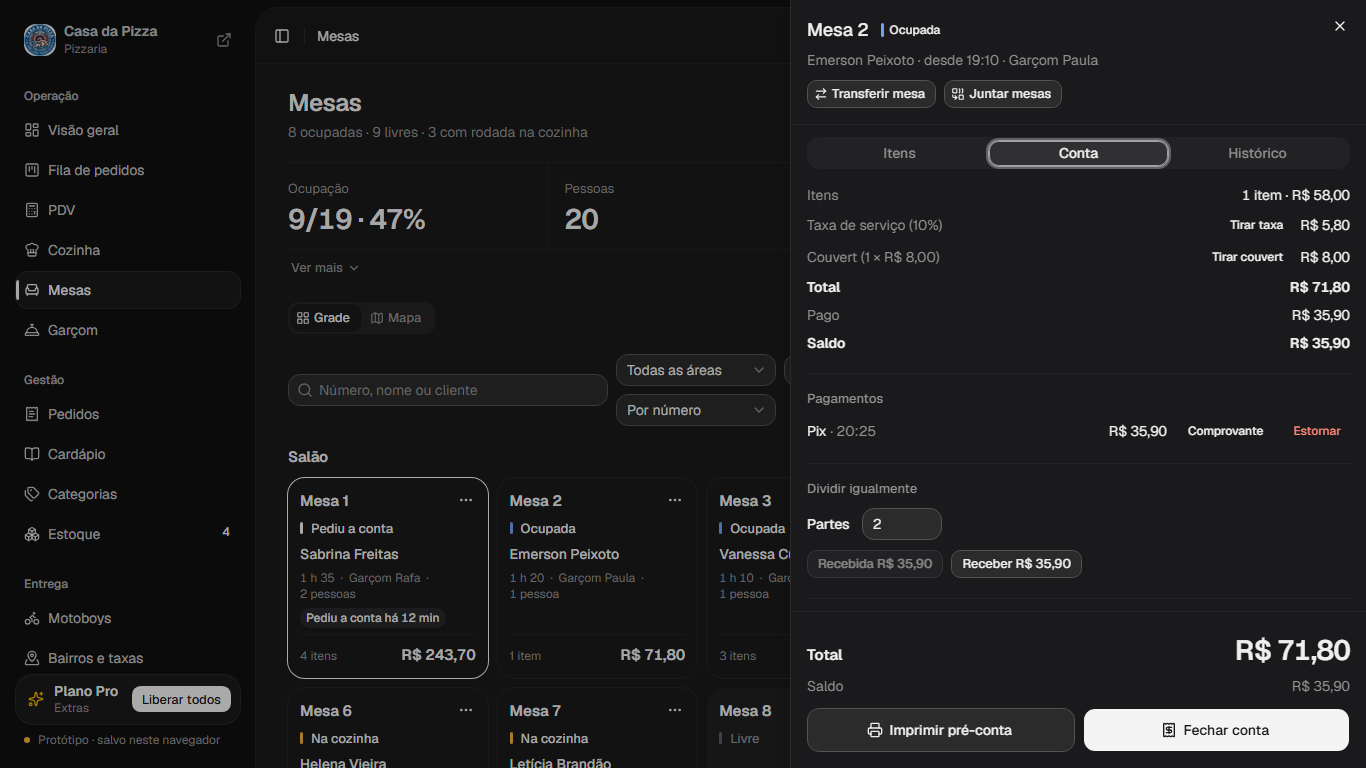 Casa da Pizza
Pizzaria
Operação
Visão geral
Fila de pedidos
PDV
Cozinha
Mesas
Garçom
Gestão
Pedidos
Cardápio
Categorias
Estoque 4
Entrega
Motoboys
Bairros e taxas
Plano Pro
Extras
Liberar todos
Protótipo · salvo neste navegador
Mesas
Mesas
8 ocupadas · 9 livres · 3 com rodada na cozinha
Ocupação
9/19 · 47%
Pessoas
20
Ver mais
Grade Mapa
Número, nome ou cliente
Todas as áreas
Por número
Salão
Mesa 1
Pediu a conta
Sabrina Freitas
1 h 35 · Garçom Rafa ·
2 pessoas
Pediu a conta há 12 min
4 itens R$ 243,70
Mesa 2
Ocupada
Emerson Peixoto
1 h 20 · Garçom Paula ·
1 pessoa
1 item R$ 71,80
Mesa 3
Ocupada
Vanessa
1 h 10
1 pessoa
3 itens
Mesa 6
Na cozinha
Helena Vieira
Mesa 7
Na cozinha
Letícia Brandão
Mesa 8
Livre
Mesa 2 Ocupada
Emerson Peixoto · desde 19:10 · Garçom Paula
Transferir mesa Juntar mesas
Itens Conta Histórico
Itens 1 item · R$ 58,00
Taxa de serviço (10%) Tirar taxa R$ 5,80
Couvert (1 × R$ 8,00) Tirar couvert R$ 8,00
Total R$ 71,80
Pago R$ 35,90
Saldo R$ 35,90
Pagamentos
Pix · 20:25 R$ 35,90 Comprovante Estornar
Dividir igualmente
Partes 2
Recebida R$ 35,90 Receber R$ 35,90
Total R$ 71,80
Saldo R$ 35,90
Imprimir pré-conta Fechar conta